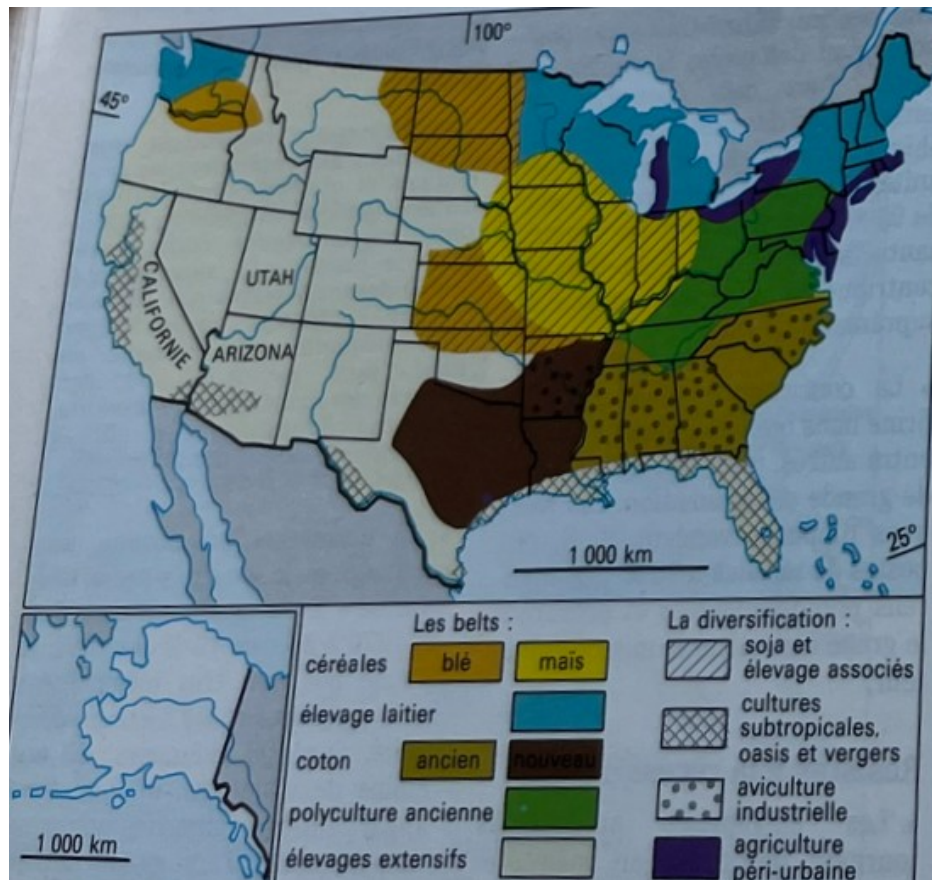 100°
45°
CALIFORNIE
UTAH
ARIZONA
25°
1 000 km
1 000 km
Les belts :
céréales
blé
maïs
élevage laitier
coton
ancien
nouveau
polyculture ancienne
élevages extensifs
La diversification :
soja et
élevage associés
cultures
subtropicales,
oasis et vergers
aviculture
industrielle
agriculture
péri-urbaine